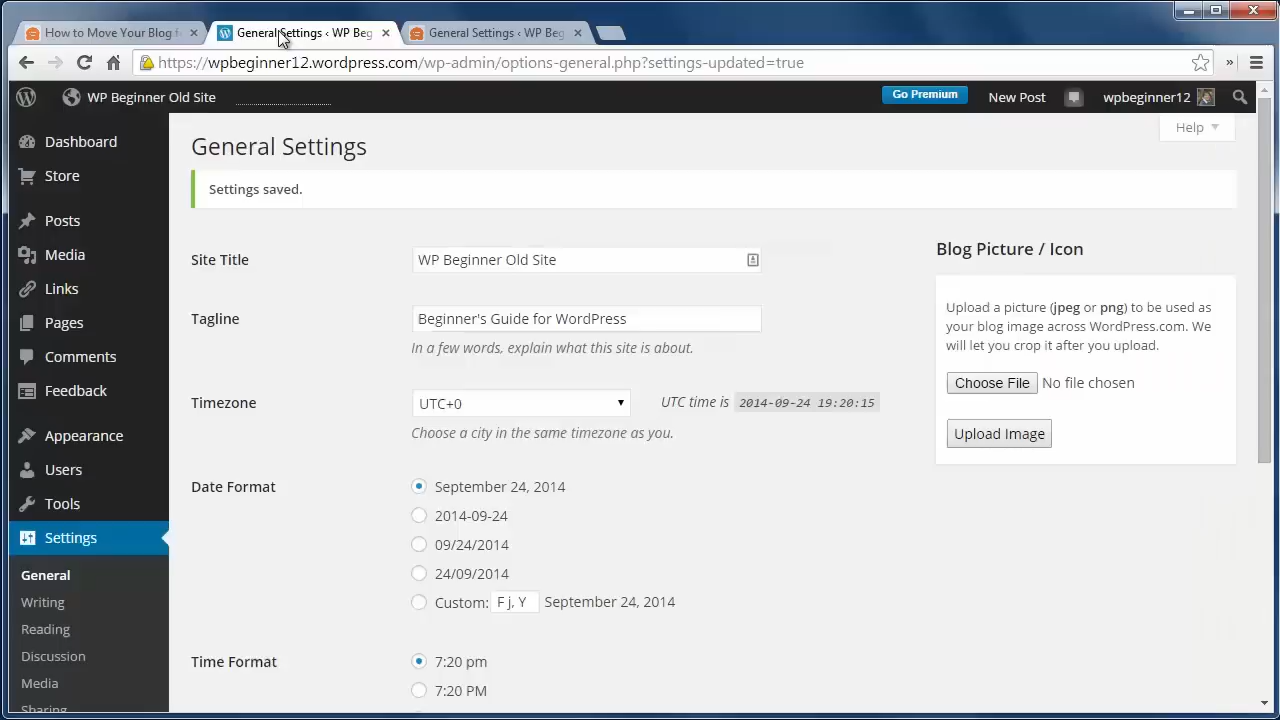 How to Move Your Blog f
General Settings ‹ WP Beg
General Settings ‹ WP Beg
https://wpbeginner12.wordpress.com/wp-admin/options-general.php?settings-updated=true
WP Beginner Old Site
Go Premium
New Post
wpbeginner12
Help
Dashboard
Store
Posts
Media
Links
Pages
Comments
Feedback
Appearance
Users
Tools
Settings
General
Writing
Reading
Discussion
Media
Sharing
General Settings
Settings saved.
Site Title
WP Beginner Old Site
Tagline
Beginner's Guide for WordPress
In a few words, explain what this site is about.
Timezone
UTC+0
UTC time is 2014-09-24 19:20:15
Choose a city in the same timezone as you.
Date Format
September 24, 2014
2014-09-24
09/24/2014
24/09/2014
Custom: F j, Y September 24, 2014
Time Format
7:20 pm
7:20 PM
Blog Picture / Icon
Upload a picture (jpeg or png) to be used as
your blog image across WordPress.com. We
will let you crop it after you upload.
Choose File No file chosen
Upload Image